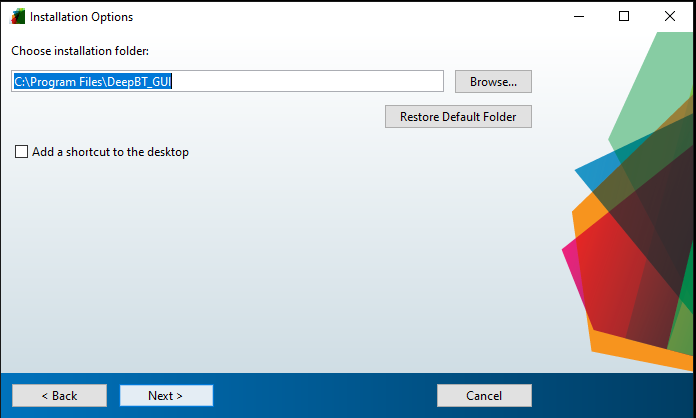 Installation Options
Choose installation folder:
C:\Program Files\DeepBT_GUI
Browse...
Restore Default Folder
Add a shortcut to the desktop
< Back
Next >
Cancel